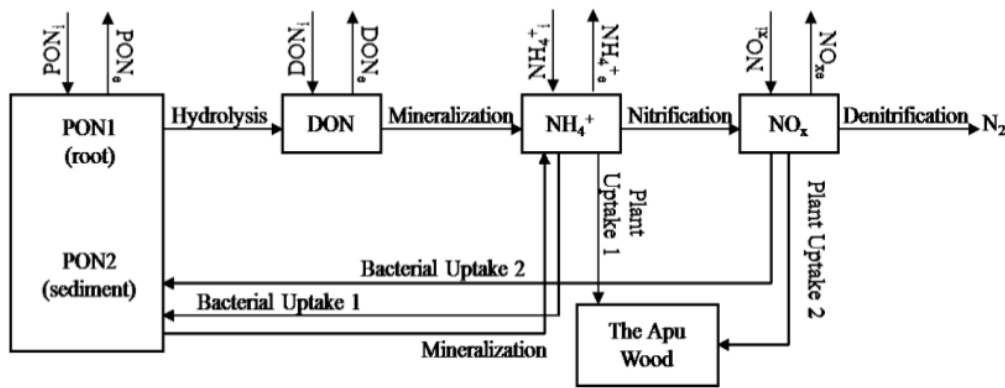 PONᵢ
PONₑ
DONᵢ
DONₑ
NH₄⁺ᵢ
NH₄⁺ₑ
NOₓᵢ
NOₓₑ
PON1
(root)
Hydrolysis
DON
Mineralization
NH₄⁺
Nitrification
NOₓ
Denitrification
N₂
Plant
Uptake 1
Plant Uptake 2
PON2
(sediment)
Bacterial Uptake 2
Bacterial Uptake 1
Mineralization
The Apu
Wood